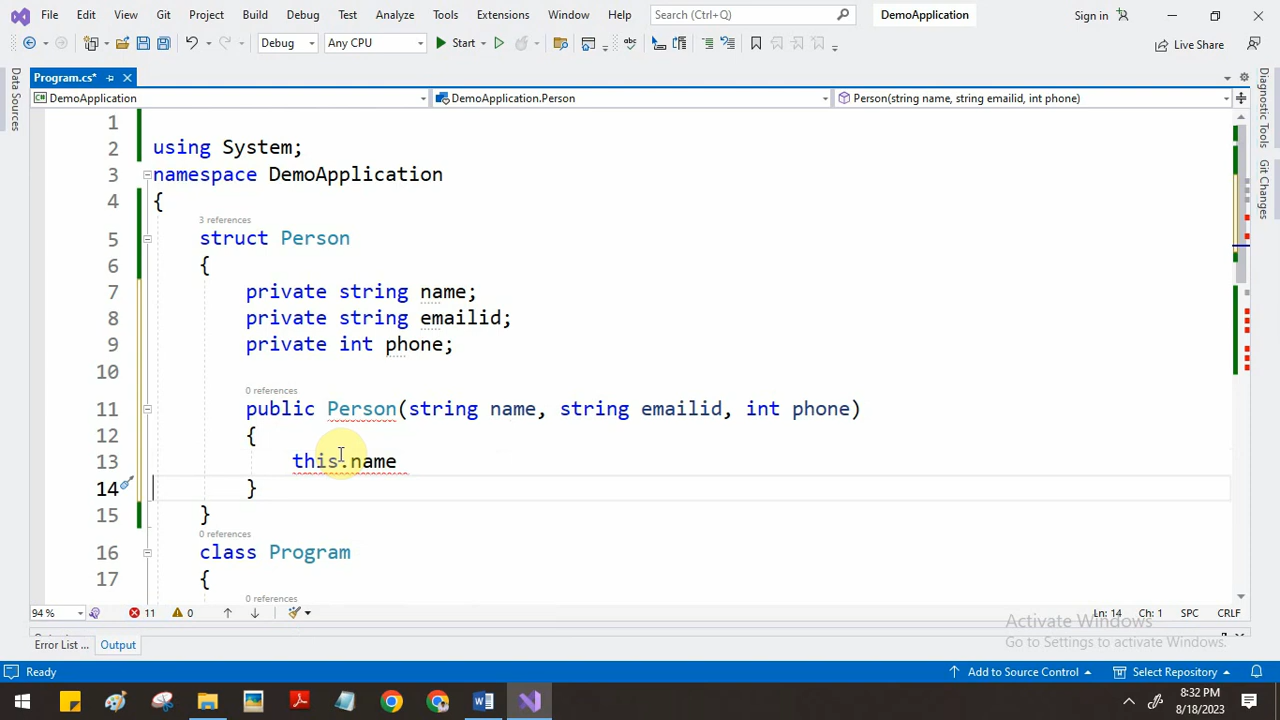 File Edit View Git Project Build Debug Test Analyze Tools Extensions Window Help Search (Ctrl+Q) DemoApplication Sign in
Debug Any CPU Start Live Share
Program.cs*
DemoApplication DemoApplication.Person Person(string name, string emailid, int phone)
Data Sources
Diagnostic Tools
Git Changes
1
2 using System;
3 namespace DemoApplication
4 {
3 references
5 struct Person
6 {
7 private string name;
8 private string emailid;
9 private int phone;
10
0 references
11 public Person(string name, string emailid, int phone)
12 {
13 this.name
14 }
15 }
0 references
16 class Program
17 {
0 references
94 % 11 0 Ln: 14 Ch: 1 SPC CRLF
Activate Windows
Go to Settings to activate Windows.
Error List ... Output
Ready Add to Source Control Select Repository
8:32 PM
8/18/2023